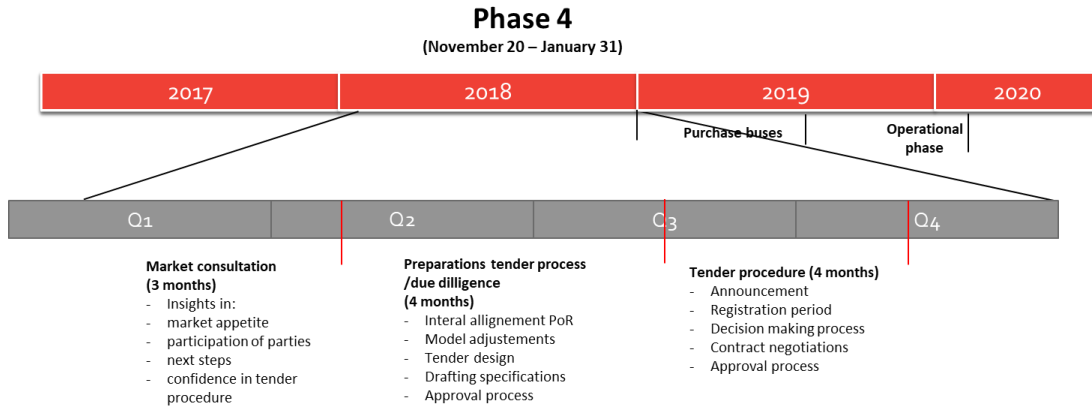 Phase 4
(November 20 – January 31)
2017
2018
2019
2020
Purchase buses
Operational
phase
Q1
Q2
Q3
Q4
Market consultation
(3 months)
- Insights in:
- market appetite
- participation of parties
- next steps
- confidence in tender
procedure
Preparations tender process
/due dilligence
(4 months)
- Interal allignement PoR
- Model adjustements
- Tender design
- Drafting specifications
- Approval process
Tender procedure (4 months)
- Announcement
- Registration period
- Decision making process
- Contract negotiations
- Approval process